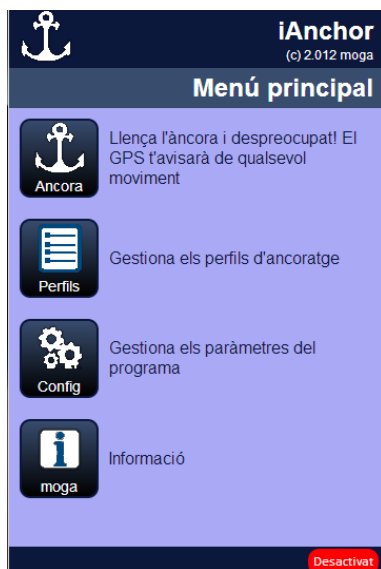 iAnchor
(c) 2.012 moga
Menú principal
Ancora
Llença l'àncora i despreocupat! El
GPS t'avisarà de qualsevol
moviment
Perfils
Gestiona els perfils d'ancoratge
Config
Gestiona els paràmetres del
programa
moga
Informació
Desactivat